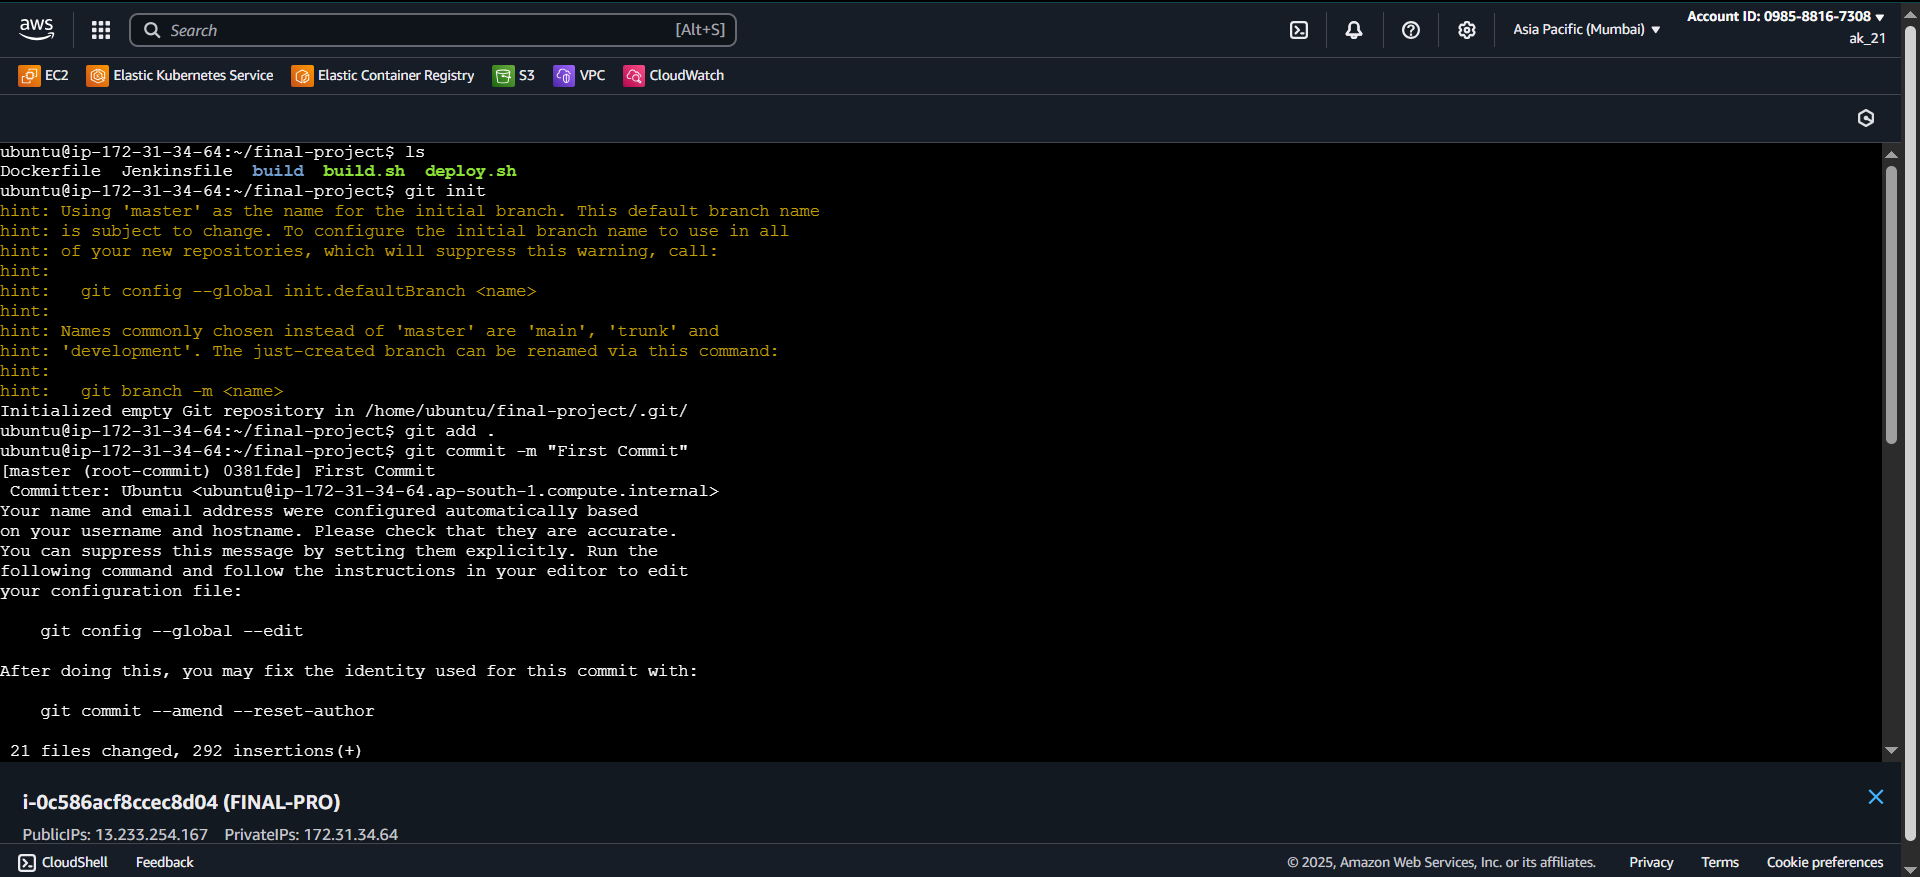 aws
Search [Alt+S]
Asia Pacific (Mumbai) ▼
Account ID: 0985-8816-7308 ▼
ak_21
EC2 Elastic Kubernetes Service Elastic Container Registry S3 VPC CloudWatch
ubuntu@ip-172-31-34-64:~/final-project$ ls
Dockerfile  Jenkinsfile  build  build.sh  deploy.sh
ubuntu@ip-172-31-34-64:~/final-project$ git init
hint: Using 'master' as the name for the initial branch. This default branch name
hint: is subject to change. To configure the initial branch name to use in all
hint: of your new repositories, which will suppress this warning, call:
hint:
hint:   git config --global init.defaultBranch <name>
hint:
hint: Names commonly chosen instead of 'master' are 'main', 'trunk' and
hint: 'development'. The just-created branch can be renamed via this command:
hint:
hint:   git branch -m <name>
Initialized empty Git repository in /home/ubuntu/final-project/.git/
ubuntu@ip-172-31-34-64:~/final-project$ git add .
ubuntu@ip-172-31-34-64:~/final-project$ git commit -m "First Commit"
[master (root-commit) 0381fde] First Commit
 Committer: Ubuntu <ubuntu@ip-172-31-34-64.ap-south-1.compute.internal>
Your name and email address were configured automatically based
on your username and hostname. Please check that they are accurate.
You can suppress this message by setting them explicitly. Run the
following command and follow the instructions in your editor to edit
your configuration file:
    git config --global --edit
After doing this, you may fix the identity used for this commit with:
    git commit --amend --reset-author
 21 files changed, 292 insertions(+)
i-0c586acf8ccec8d04 (FINAL-PRO)
PublicIPs: 13.233.254.167 PrivateIPs: 172.31.34.64
CloudShell Feedback © 2025, Amazon Web Services, Inc. or its affiliates. Privacy Terms Cookie preferences